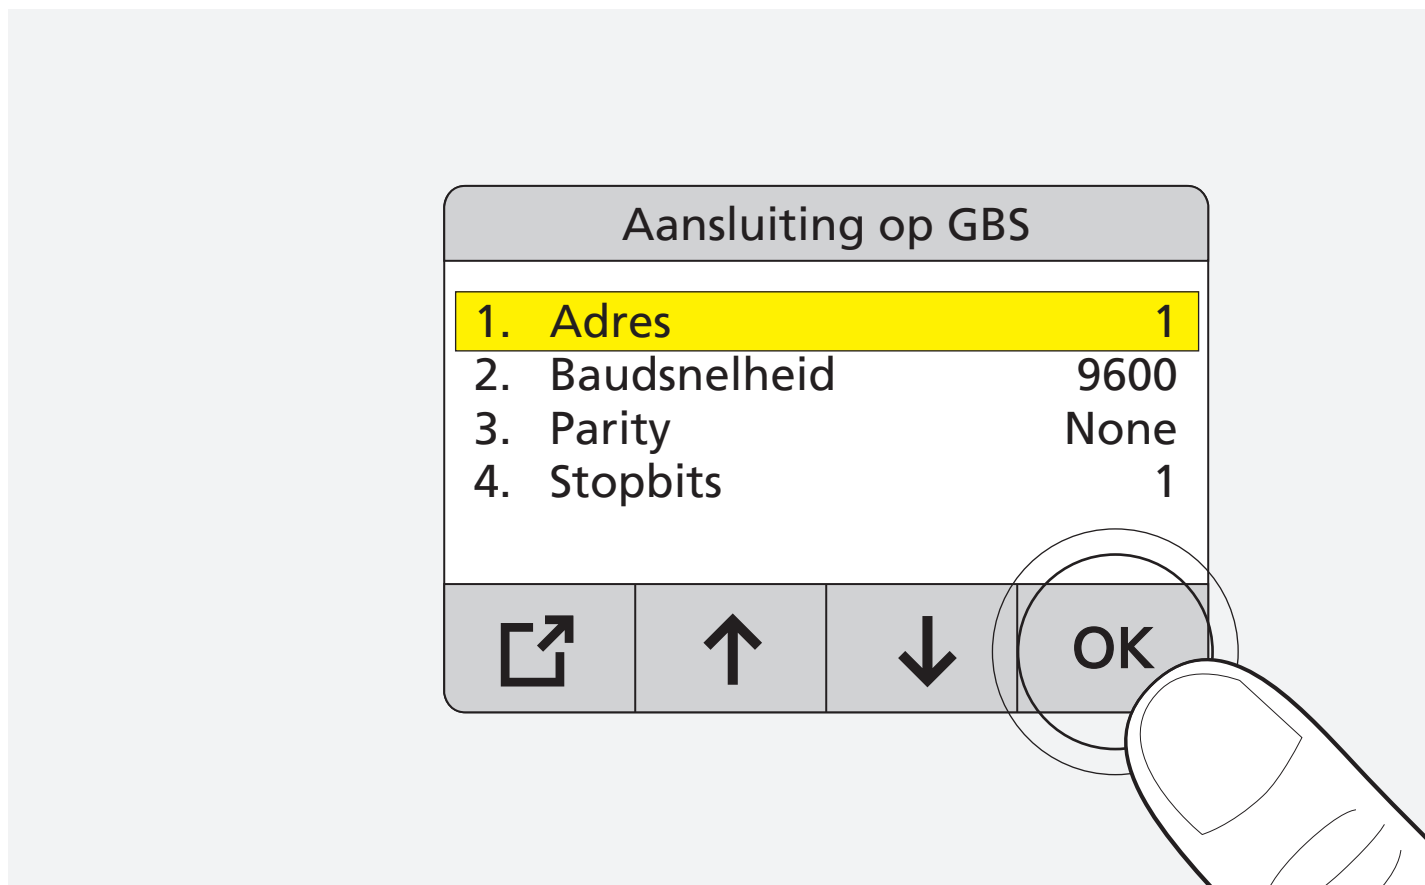 Aansluiting op GBS
1. Adres 1
2. Baudsnelheid 9600
3. Parity None
4. Stopbits 1
OK